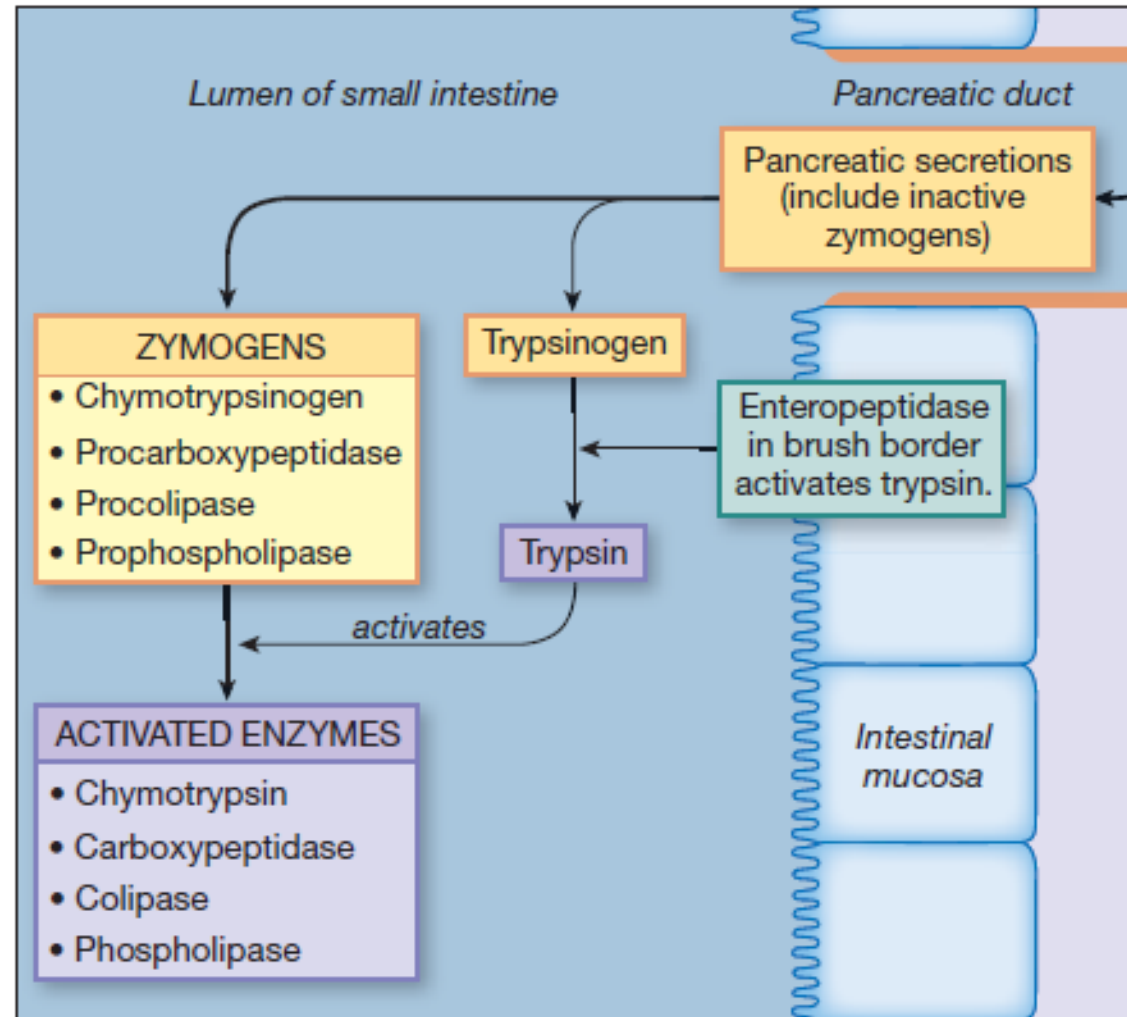 Lumen of small intestine
Pancreatic duct
Pancreatic secretions
(include inactive
zymogens)
ZYMOGENS
• Chymotrypsinogen
• Procarboxypeptidase
• Procolipase
• Prophospholipase
Trypsinogen
Enteropeptidase
in brush border
activates trypsin.
Trypsin
activates
ACTIVATED ENZYMES
• Chymotrypsin
• Carboxypeptidase
• Colipase
• Phospholipase
Intestinal
mucosa